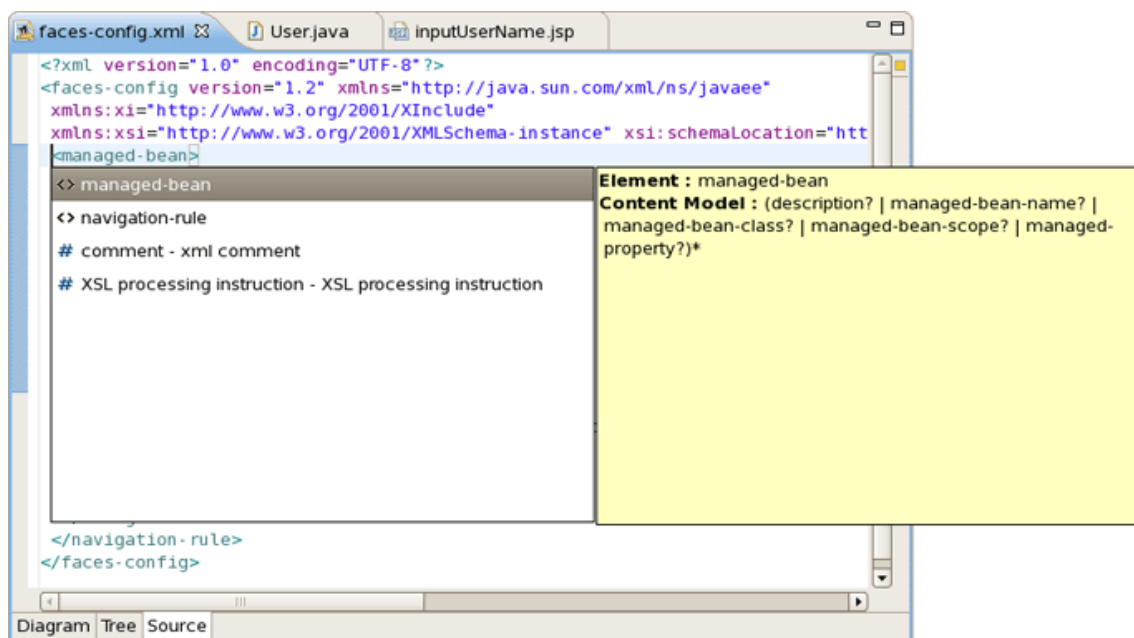 faces-config.xml User.java inputUserName.jsp
<?xml version="1.0" encoding="UTF-8"?>
<faces-config version="1.2" xmlns="http://java.sun.com/xml/ns/javaee"
xmlns:xi="http://www.w3.org/2001/XInclude"
xmlns:xsi="http://www.w3.org/2001/XMLSchema-instance" xsi:schemaLocation="htt
<managed-bean>
<> managed-bean
<> navigation-rule
# comment - xml comment
# XSL processing instruction - XSL processing instruction
Element : managed-bean
Content Model : (description? | managed-bean-name? |
managed-bean-class? | managed-bean-scope? | managed-
property?)*
</navigation-rule>
</faces-config>
Diagram Tree Source